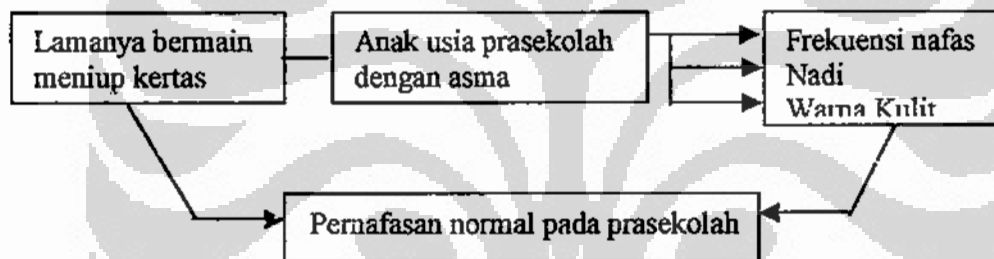 Lamanya bermain
meniup kertas
Anak usia prasekolah
dengan asma
Frekuensi nafas
Nadi
Warna Kulit
Pernafasan normal pada prasekolah